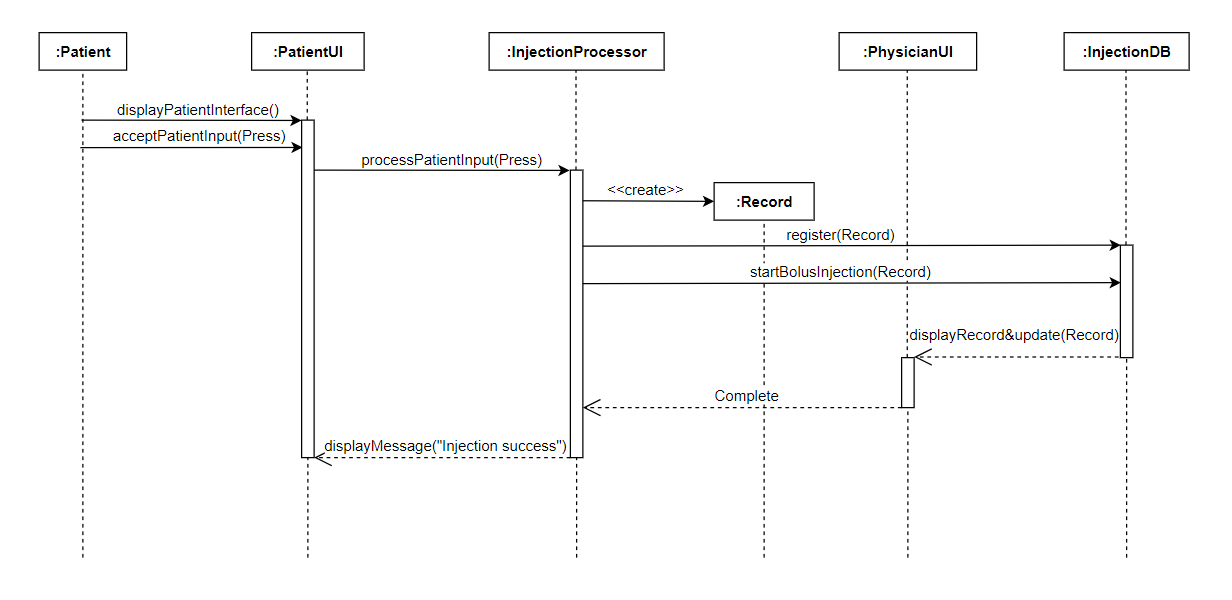 :Patient
:PatientUI
:InjectionProcessor
:PhysicianUI
:InjectionDB
displayPatientInterface()
acceptPatientInput(Press)
processPatientInput(Press)
<<create>>
:Record
register(Record)
startBolusInjection(Record)
displayRecord&update(Record)
Complete
displayMessage("Injection success")